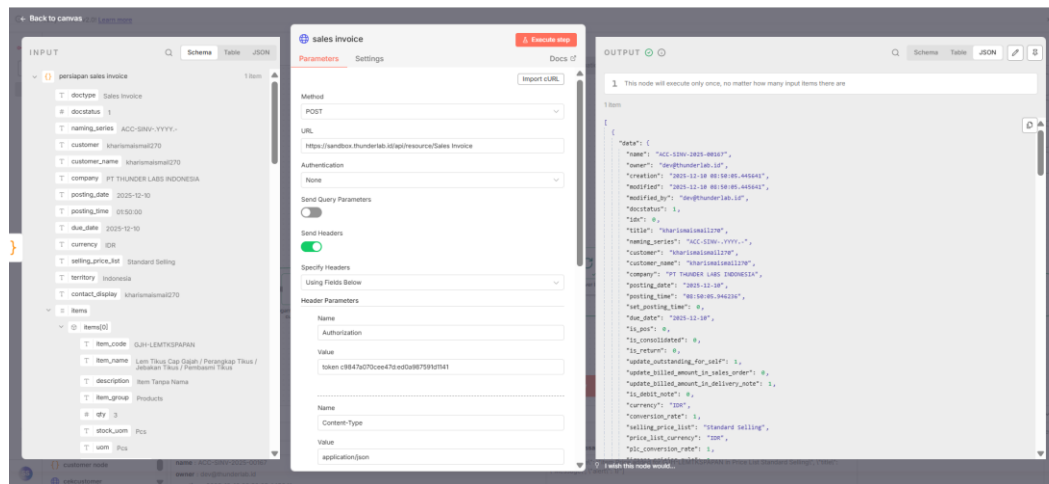 ← Back to canvas
Learn more
INPUT
Schema Table JSON
persiapan sales invoice 1 item
T doctype Sales Invoice
# docstatus 1
T naming_series ACC-SINV-.YYYY.-
T customer kharismaismail270
T customer_name kharismaismail270
T company PT THUNDER LABS INDONESIA
T posting_date 2025-12-10
T posting_time 01:50:00
T due_date 2025-12-10
T currency IDR
T selling_price_list Standard Selling
T territory Indonesia
T contact_display kharismaismail270
items
items[0]
T item_code GJH-LEMTKSPAPAN
T item_name Lem Tikus Cap Gajah / Perangkap Tikus /
Jebakan Tikus / Pembasmi Tikus
T description Item Tanpa Nama
T item_group Products
# qty 3
T stock_uom Pcs
T uom Pcs
customer node
sales invoice
Execute step
Parameters Settings Docs
Import cURL
Method
POST
URL
https://sandbox.thunderlab.id/api/resource/Sales Invoice
Authentication
None
Send Query Parameters
Send Headers
Specify Headers
Using Fields Below
Header Parameters
Name
Authorization
Value
token c9847a070cee47d:ed0a987591d1141
Name
Content-Type
Value
application/json
OUTPUT
Schema Table JSON
1 This node will execute only once, no matter how many input items there are
1 item
[
{
"data": {
"name": "ACC-SINV-2025-00167",
"owner": "dev@thunderlab.id",
"creation": "2025-12-10 08:50:05.445641",
"modified": "2025-12-10 08:50:05.445641",
"modified_by": "dev@thunderlab.id",
"docstatus": 1,
"idx": 0,
"title": "kharismaismail270",
"naming_series": "ACC-SINV-.YYYY.-",
"customer": "kharismaismail270",
"customer_name": "kharismaismail270",
"company": "PT THUNDER LABS INDONESIA",
"posting_date": "2025-12-10",
"posting_time": "08:50:05.946236",
"set_posting_time": 0,
"due_date": "2025-12-10",
"is_pos": 0,
"is_consolidated": 0,
"is_return": 0,
"update_outstanding_for_self": 1,
"update_billed_amount_in_sales_order": 0,
"update_billed_amount_in_delivery_note": 1,
"is_debit_note": 0,
"currency": "IDR",
"conversion_rate": 1,
"selling_price_list": "Standard Selling",
"price_list_currency": "IDR",
"plc_conversion_rate": 1,
I wish this node would...